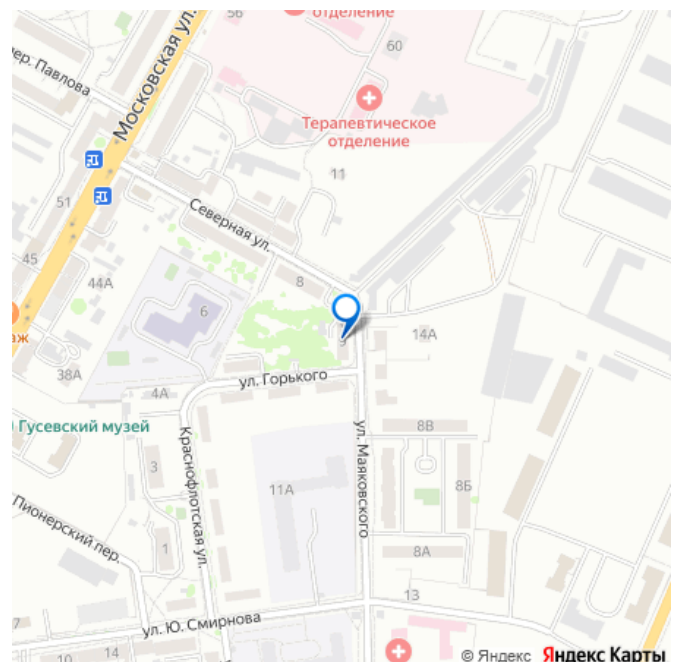 56
отделение
60
Московская ул.
пер. Павлова
Терапевтическое
отделение
11
51
Северная ул.
45
44А
8
6
9
14А
аж
38А
4А
ул. Горького
Гусевский музей
8В
ул. Маяковского
3
Краснофлотская ул.
11А
8Б
Пионерский пер.
1
8А
13
ул. Ю. Смирнова
10
14
© Яндекс Яндекс Карты